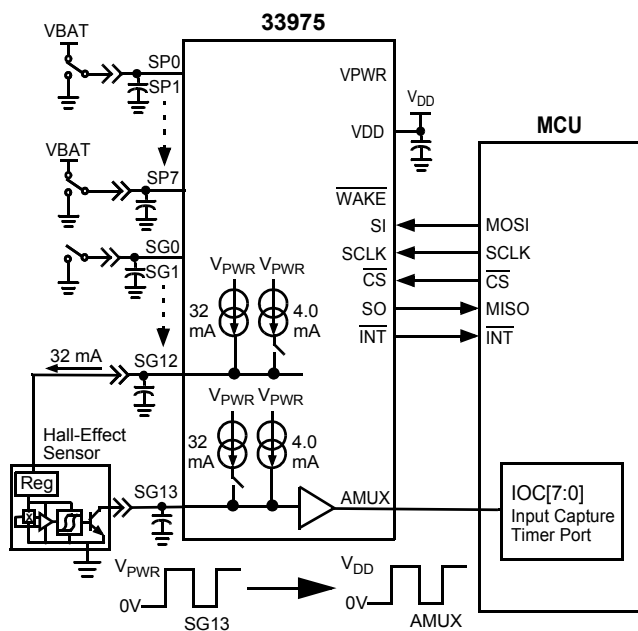 33975
VBAT
SP0
SP1
VPWR
VDD
VDD
MCU
VBAT
SP7
WAKE
SI
MOSI
SG0
SG1
SCLK
SCLK
CS
CS
SO
MISO
INT
INT
VPWR VPWR
32 mA
4.0 mA
32 mA
SG12
VPWR VPWR
32 mA
4.0 mA
Hall-Effect
Sensor
Reg
X
SG13
AMUX
IOC[7:0]
Input Capture
Timer Port
VPWR
0V
SG13
VDD
0V
AMUX